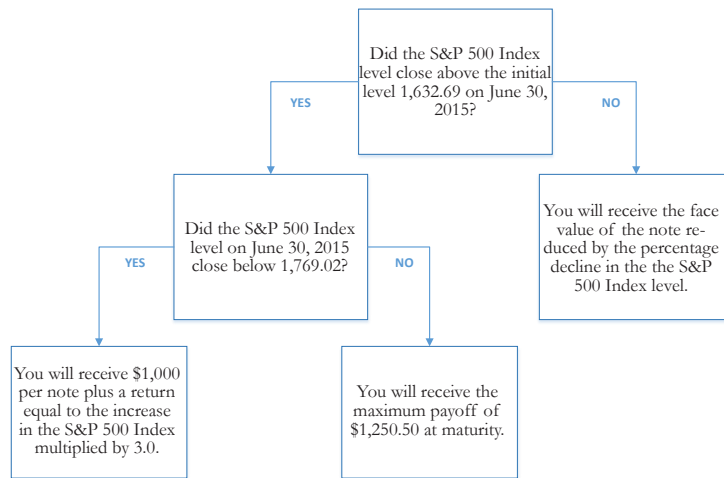 Did the S&P 500 Index
level close above the initial
level 1,632.69 on June 30,
2015?
YES
NO
Did the S&P 500 Index
level on June 30, 2015
close below 1,769.02?
You will receive the face
value of the note re-
duced by the percentage
decline in the the S&P
500 Index level.
YES
NO
You will receive $1,000
per note plus a return
equal to the increase
in the S&P 500 Index
multiplied by 3.0.
You will receive the
maximum payoff of
$1,250.50 at maturity.